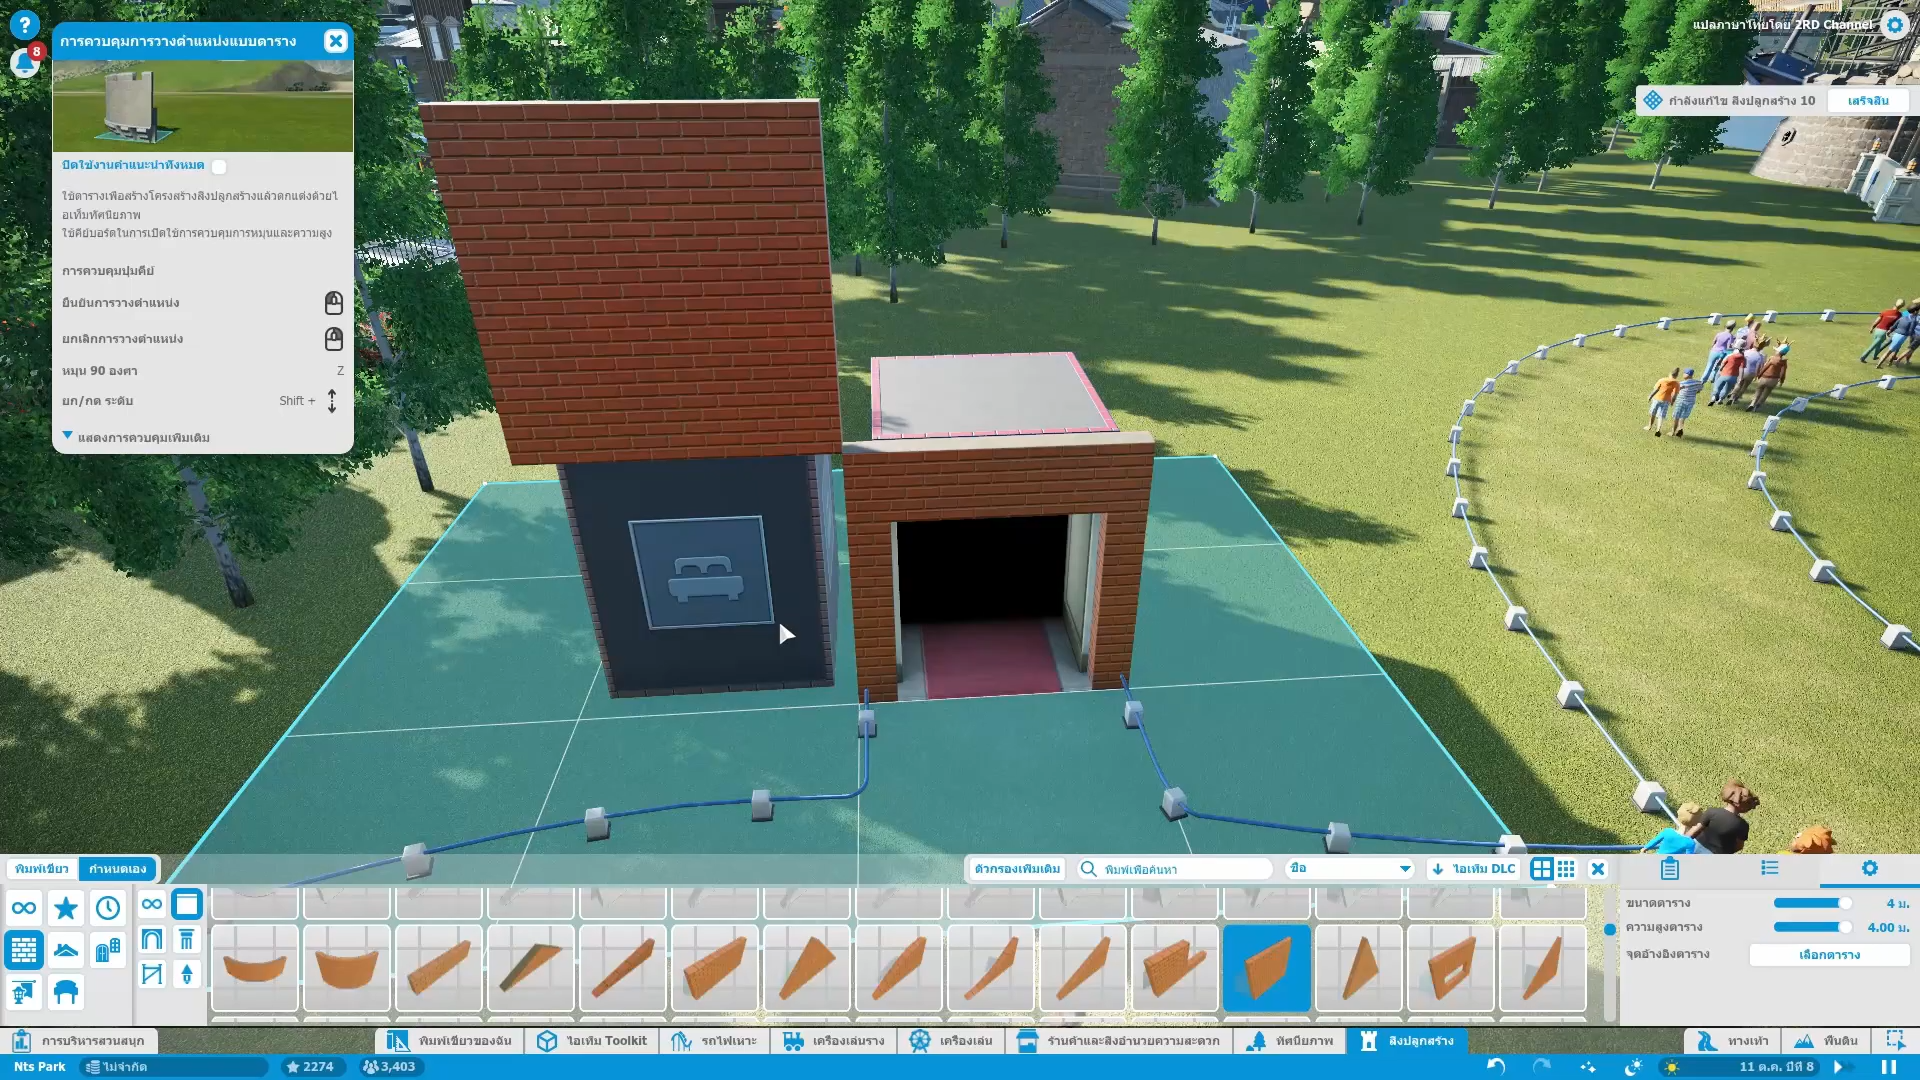 การควบคุมการวางตำแหน่งแบบตาราง
8
แปลภาษาไทยโดย 2RD Channel
กำลังแก้ไข สิ่งปลูกสร้าง 10
เสร็จสิ้น
ปิดใช้งานคำแนะนำทั้งหมด
ใช้ตารางเพื่อสร้างโครงสร้างสิ่งปลูกสร้างแล้วตกแต่งด้วยไ
อเท็มทัศนียภาพ
ใช้คีย์บอร์ดในการเปิดใช้การควบคุมการหมุนและความสูง
การควบคุมปุ่มคีย์
ยืนยันการวางตำแหน่ง
ยกเลิกการวางตำแหน่ง
หมุน 90 องศา Z
ยก/กด ระดับ Shift +
แสดงการควบคุมเพิ่มเติม
พิมพ์เขียว กำหนดเอง
ตัวกรองเพิ่มเติม พิมพ์เพื่อค้นหา ชื่อ ไอเท็ม DLC
ขนาดตาราง 4 ม.
ความสูงตาราง 4.00 ม.
จุดอ้างอิงตาราง เลือกตาราง
การบริหารสวนสนุก พิมพ์เขียวของฉัน ไอเท็ม Toolkit รถไฟเหาะ เครื่องเล่นราง เครื่องเล่น ร้านค้าและสิ่งอำนวยความสะดวก ทัศนียภาพ สิ่งปลูกสร้าง ทางเท้า พื้นดิน
Nts Park ไม่จำกัด 2274 3,403 11 ต.ค. ปีที่ 8